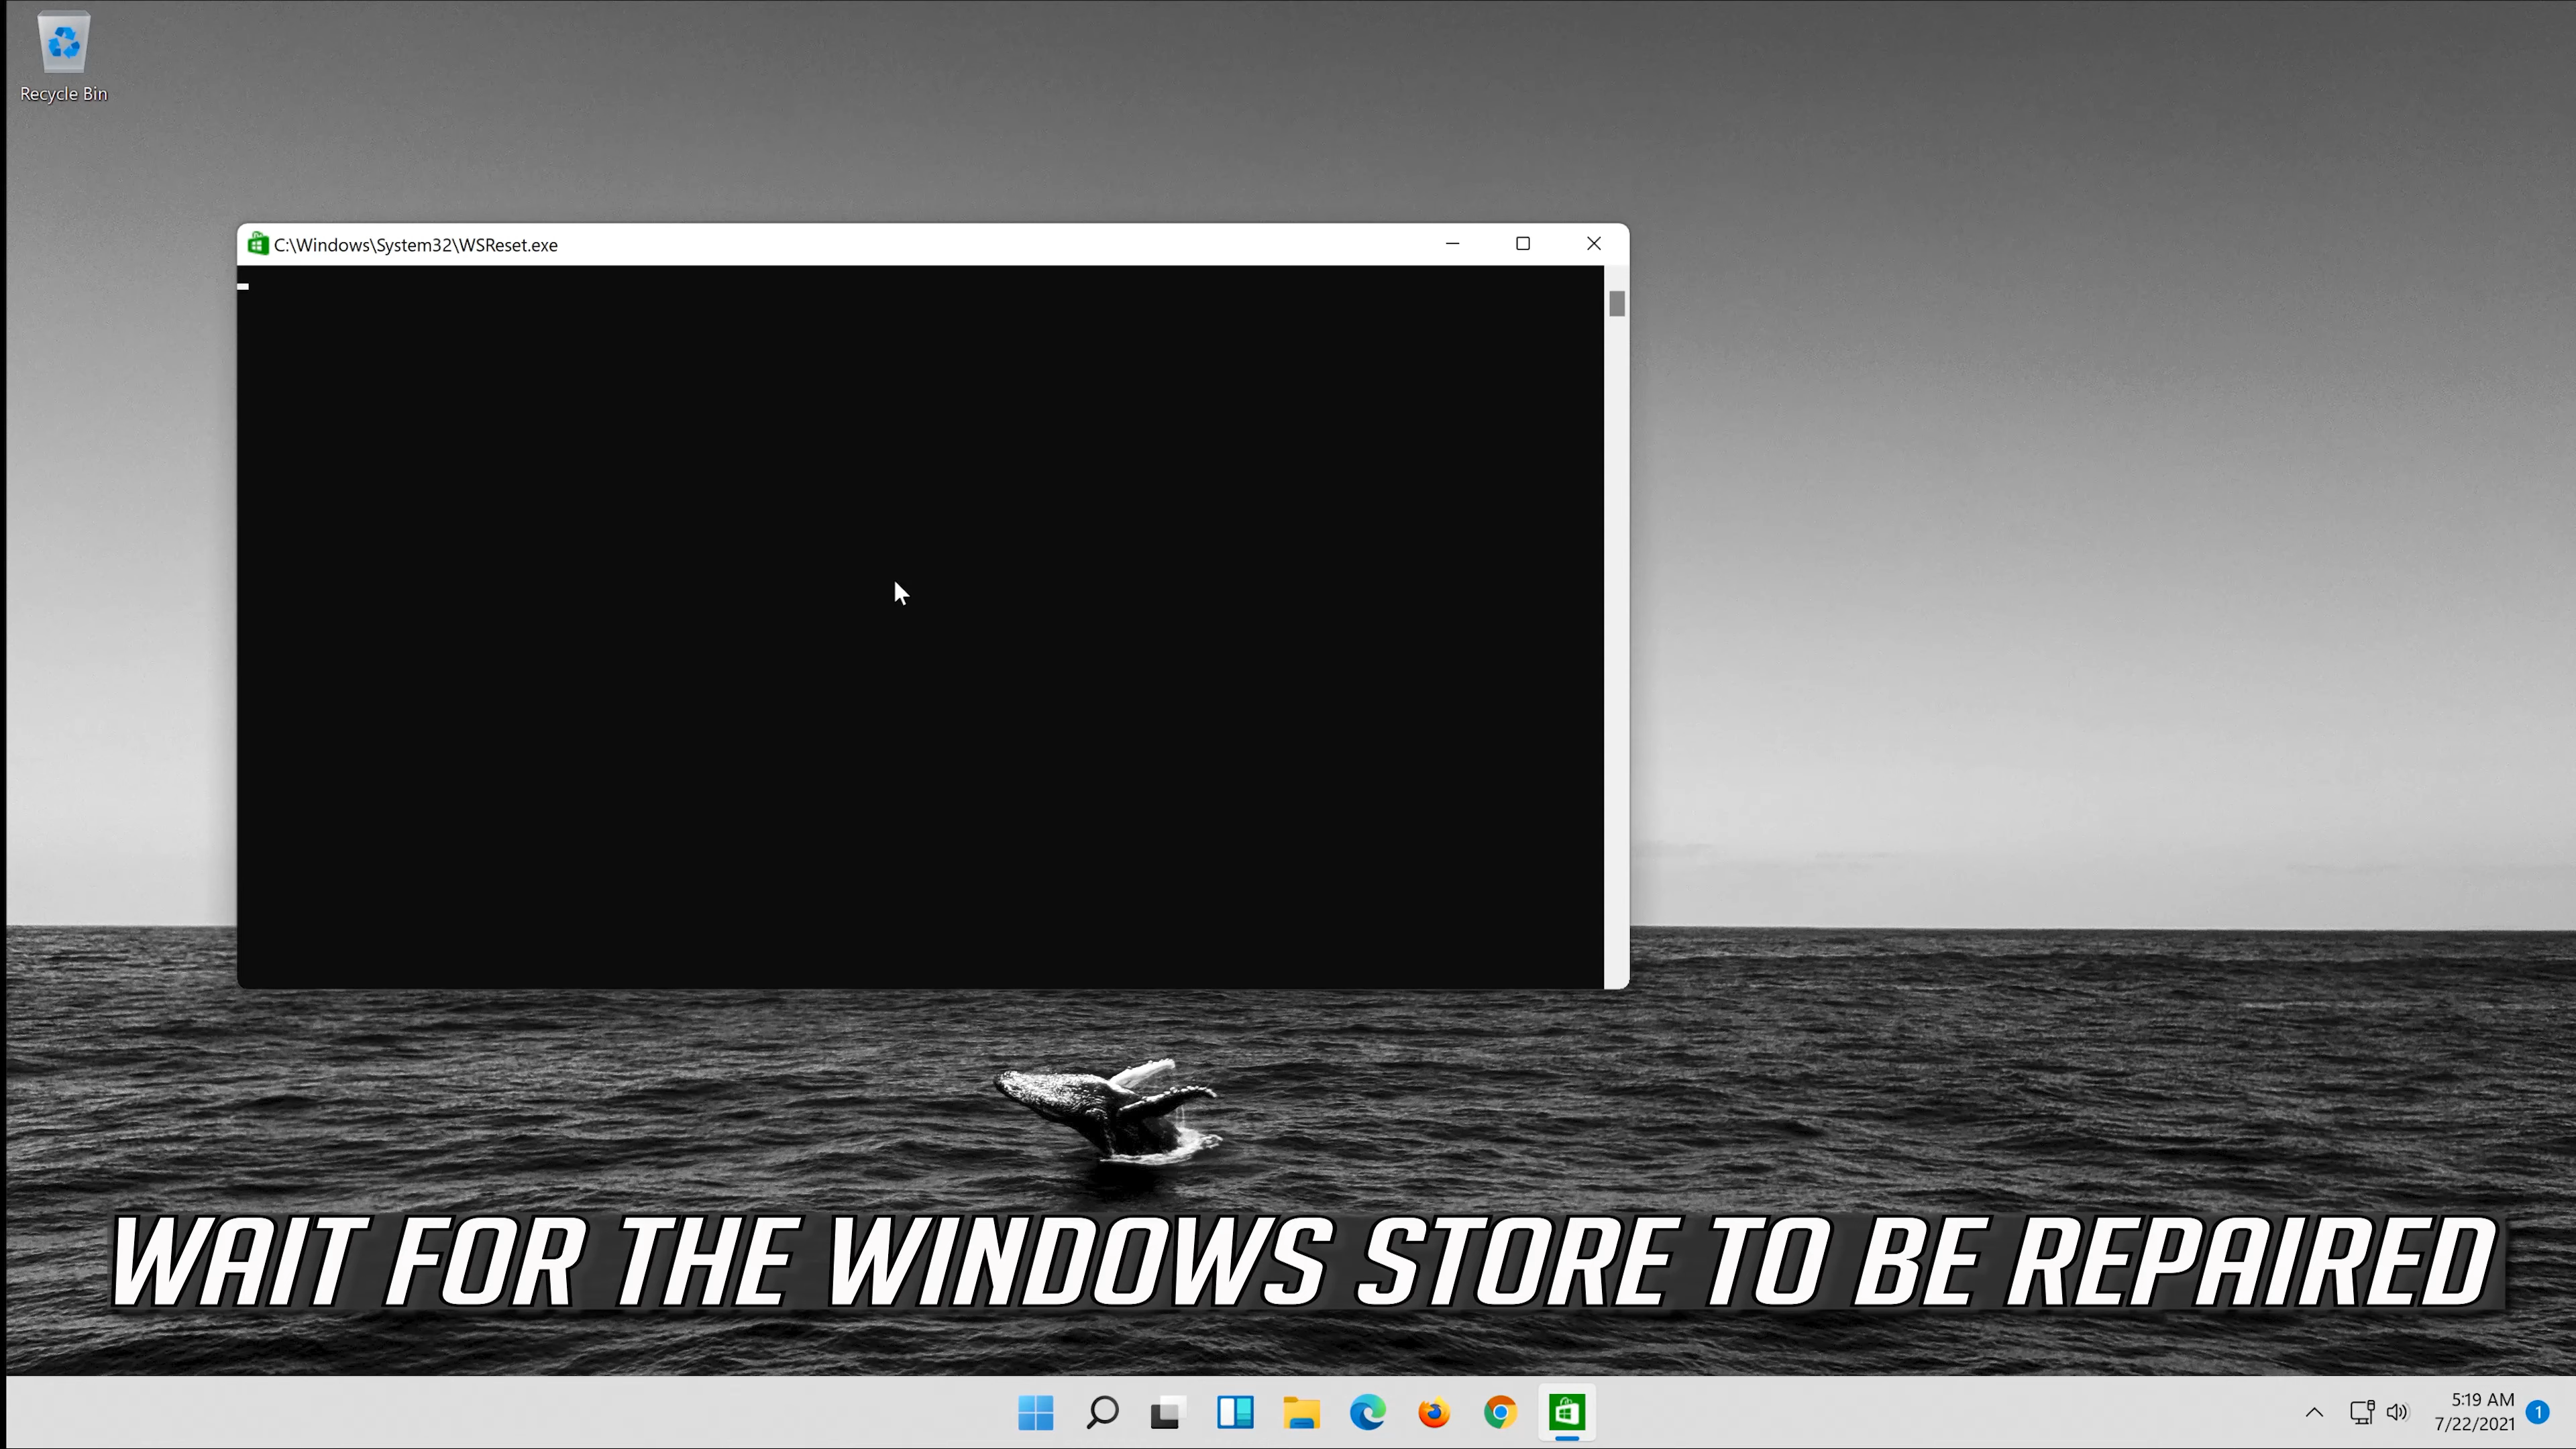 Recycle Bin
C:\Windows\System32\WSReset.exe
WAIT FOR THE WINDOWS STORE TO BE REPAIRED
5:19 AM
7/22/2021
1